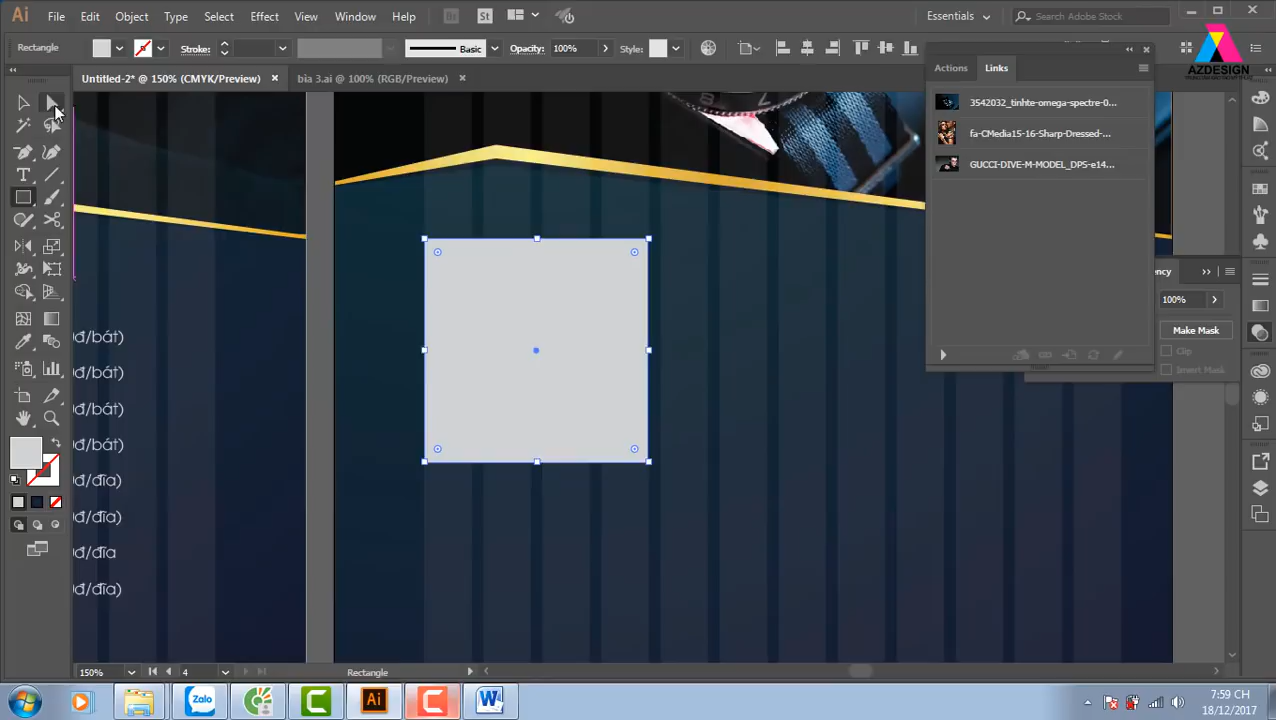 Ai
File
Edit
Object
Type
Select
Effect
View
Window
Help
Br
St
Essentials
Search Adobe Stock
Rectangle
Stroke:
Basic
Opacity:
100%
Style:
AZDESIGN
Untitled-2* @ 150% (CMYK/Preview)
bia 3.ai @ 100% (RGB/Preview)
Actions
Links
3542032_tinhte-omega-spectre-0...
fa-CMedia15-16-Sharp-Dressed-...
GUCCI-DIVE-M-MODEL_DPS-e14...
ency
100%
Make Mask
Clip
Invert Mask
đ/bát)
đ/bát)
đ/bát)
đ/bát)
đ/đĩa)
đ/đĩa)
đ/đĩa
đ/đĩa)
150%
4
Rectangle
Zalo
Ai
7:59 CH
18/12/2017